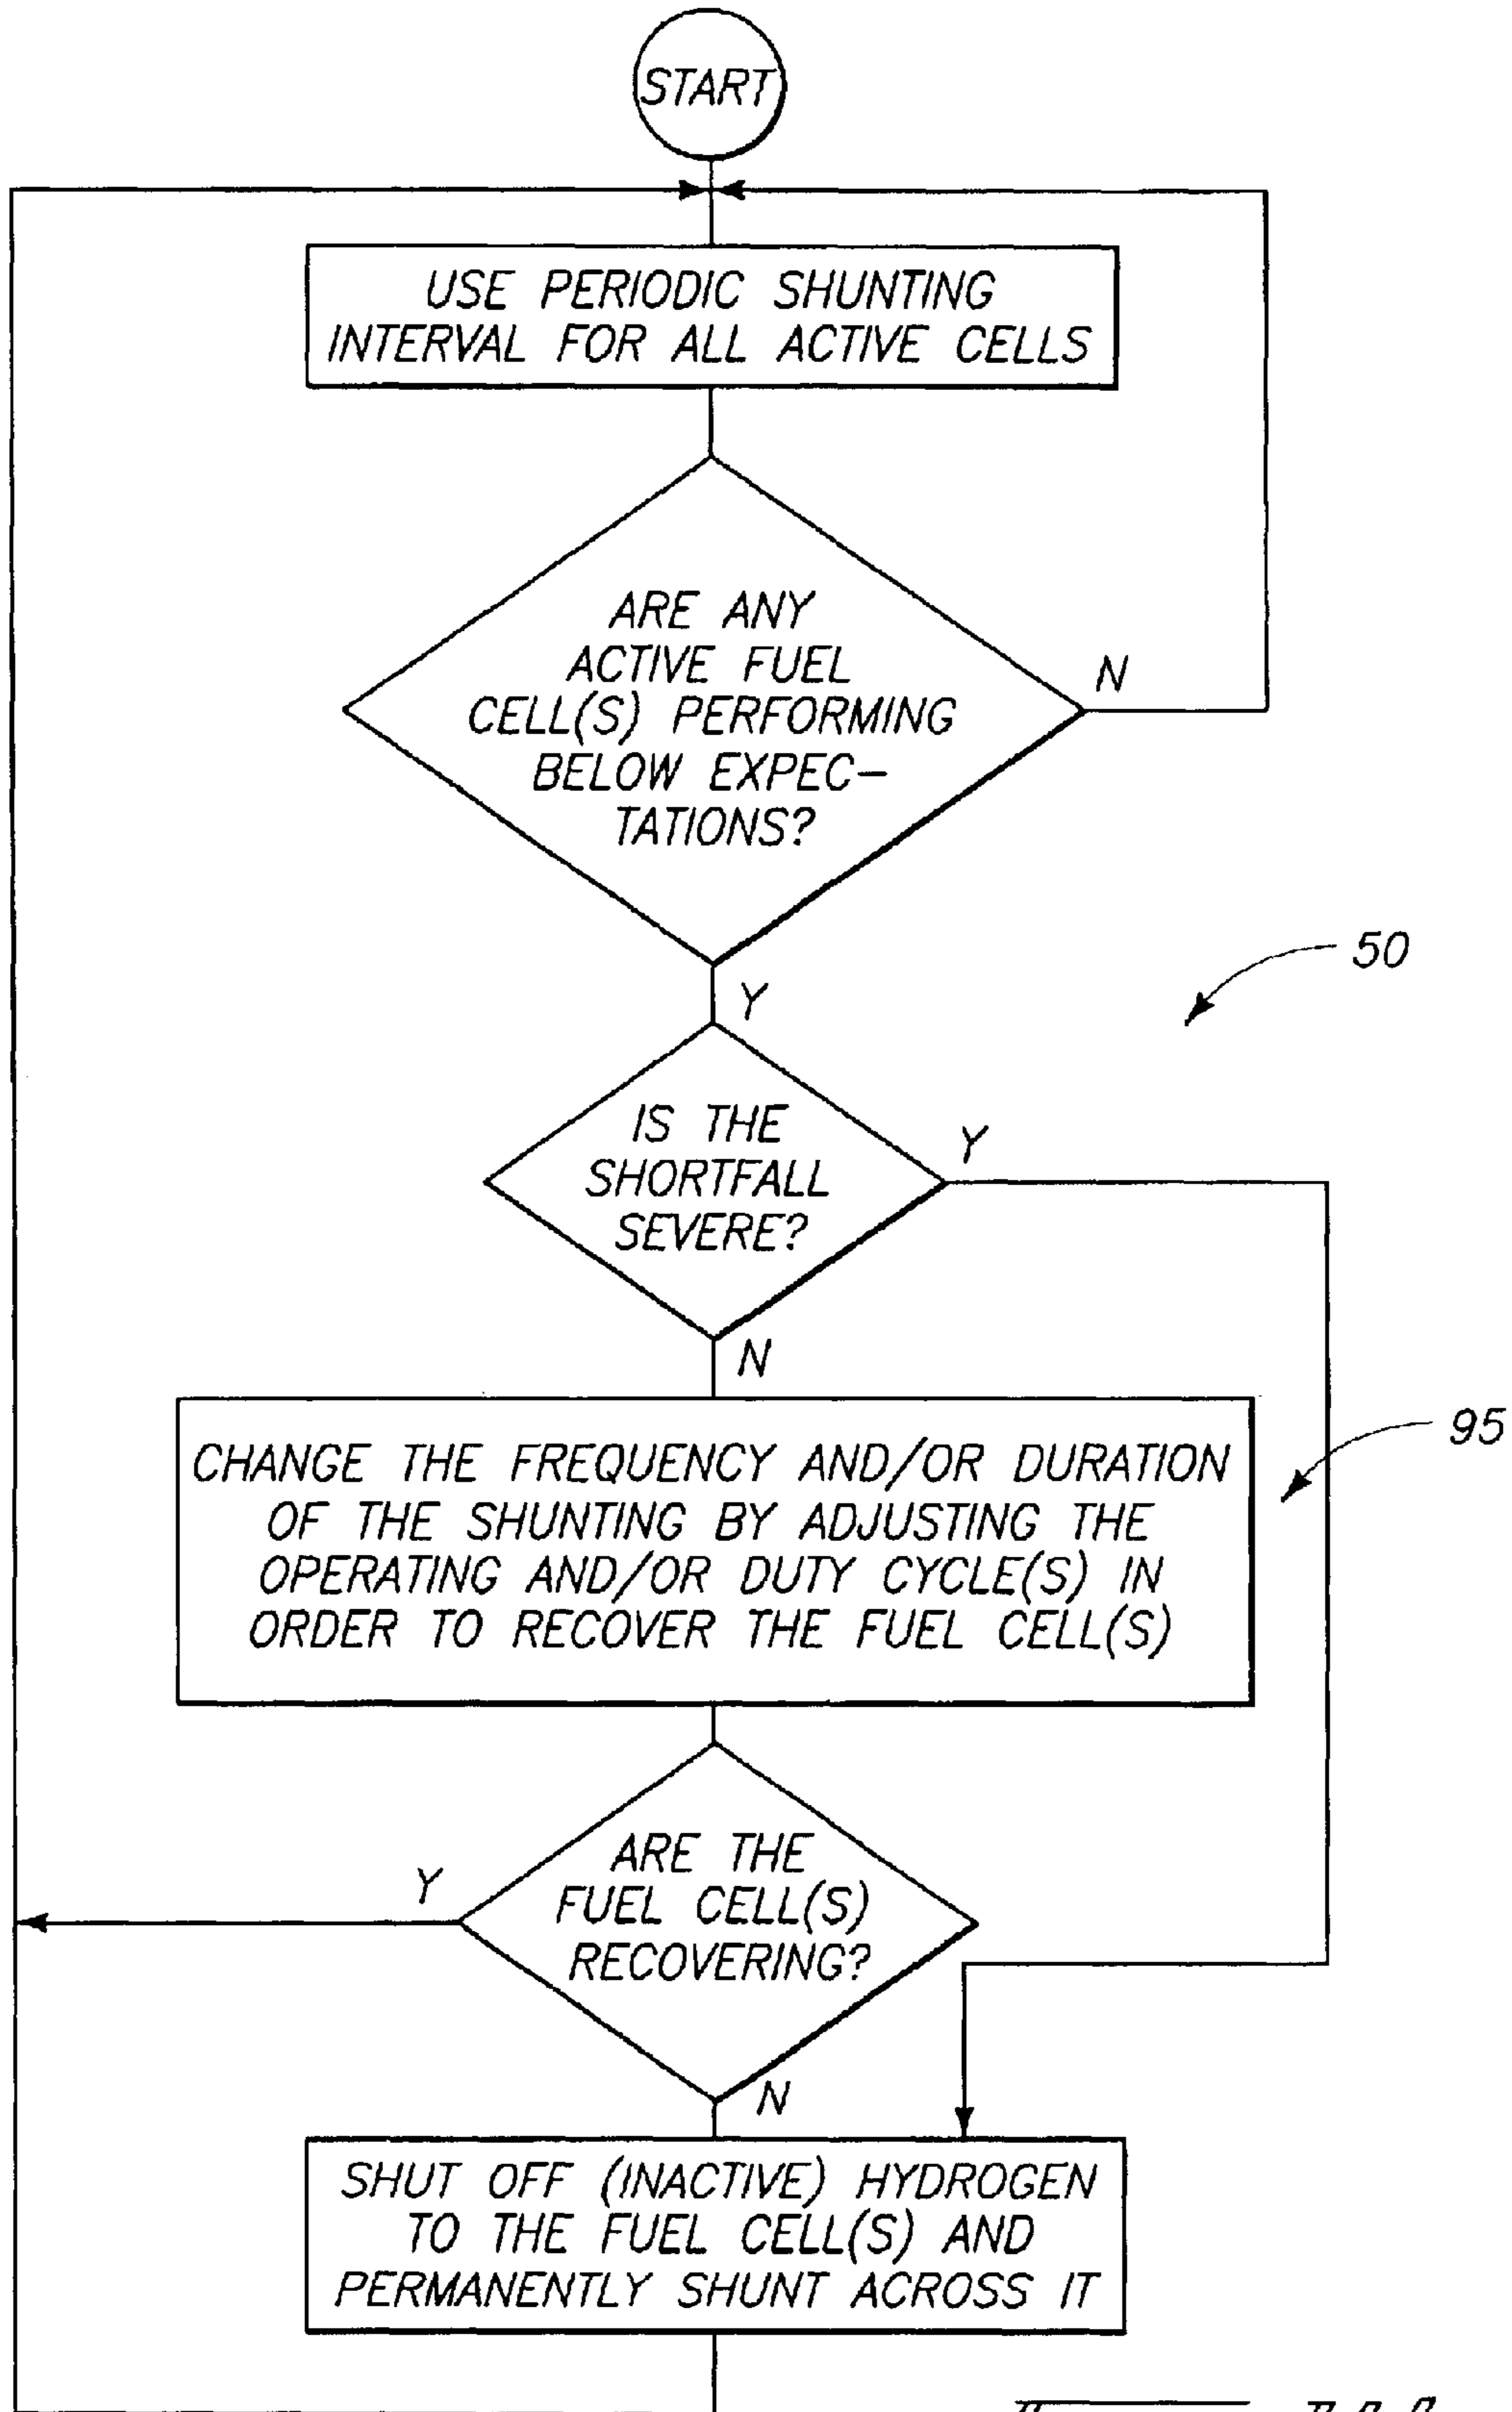 START
USE PERIODIC SHUNTING
INTERVAL FOR ALL ACTIVE CELLS
ARE ANY
ACTIVE FUEL
CELL(S) PERFORMING
BELOW EXPEC-
TATIONS?
N
50
Y
IS THE
SHORTFALL
SEVERE?
Y
N
95
CHANGE THE FREQUENCY AND/OR DURATION
OF THE SHUNTING BY ADJUSTING THE
OPERATING AND/OR DUTY CYCLE(S) IN
ORDER TO RECOVER THE FUEL CELL(S)
ARE THE
FUEL CELL(S)
RECOVERING?
Y
N
SHUT OFF (INACTIVE) HYDROGEN
TO THE FUEL CELL(S) AND
PERMANENTLY SHUNT ACROSS IT